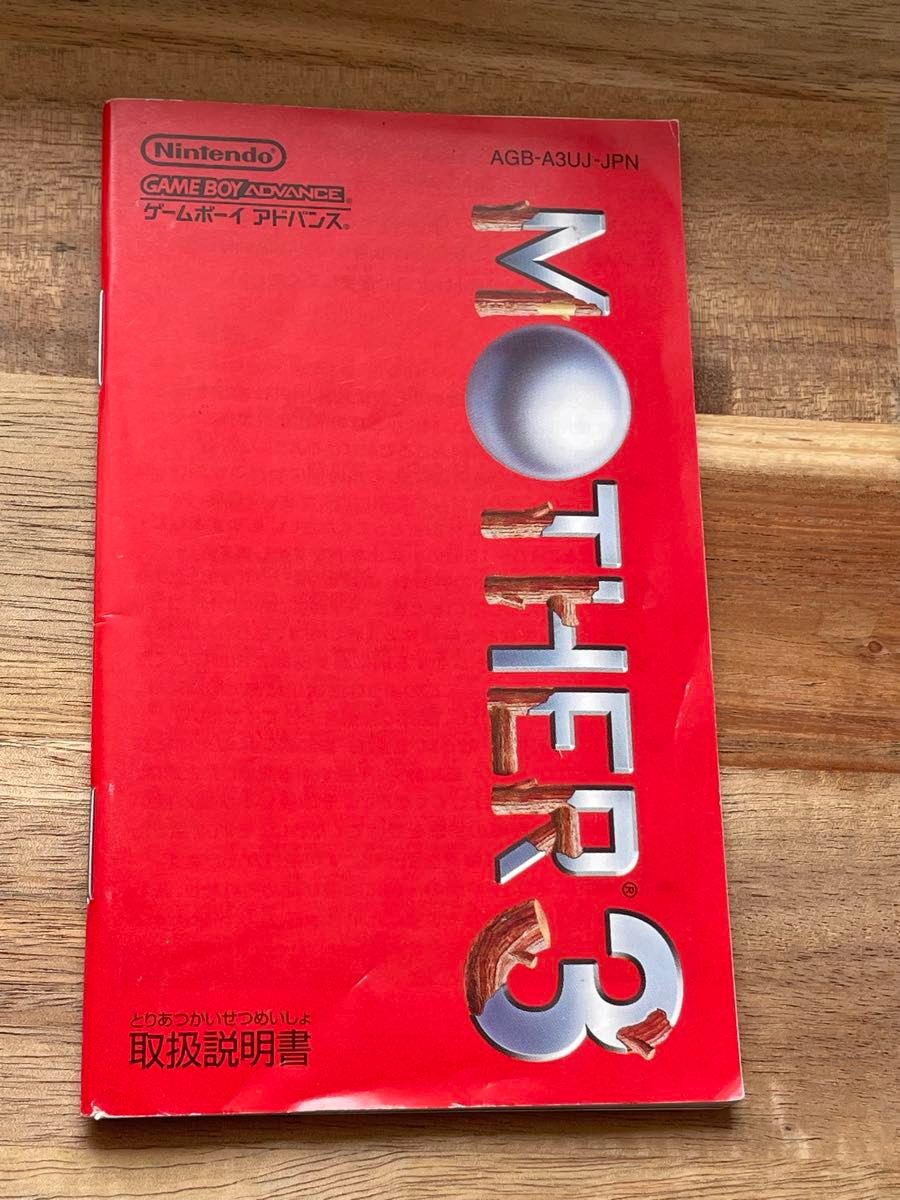 Nintendo®
AGB-A3UJ-JPN
GAME BOY ADVANCE®
ゲームボーイ アドバンス®
MOTHER® 3
とりあつかいせつめいしょ
取扱説明書